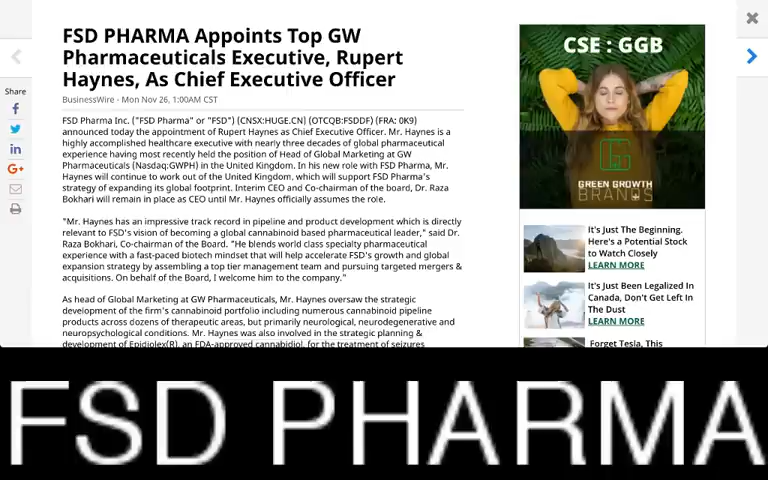 FSD PHARMA Appoints Top GW
Pharmaceuticals Executive, Rupert
Haynes, As Chief Executive Officer
BusinessWire - Mon Nov 26, 1:00AM CST
FSD Pharma Inc. ("FSD Pharma" or "FSD") (CNSX:HUGE.CN) (OTCQB:FSDDF) (FRA: 0K9)
announced today the appointment of Rupert Haynes as Chief Executive Officer. Mr. Haynes is a
highly accomplished healthcare executive with nearly three decades of global pharmaceutical
experience having most recently held the position of Head of Global Marketing at GW
Pharmaceuticals (Nasdaq:GWPH) in the United Kingdom. In his new role with FSD Pharma, Mr.
Haynes will continue to work out of the United Kingdom, which will support FSD Pharma's
strategy of expanding its global footprint. Interim CEO and Co-chairman of the board, Dr. Raza
Bokhari will remain in place as CEO until Mr. Haynes officially assumes the role.
"Mr. Haynes has an impressive track record in pipeline and product development which is directly
relevant to FSD's vision of becoming a global cannabinoid based pharmaceutical leader," said Dr.
Raza Bokhari, Co-chairman of the Board. "He blends world class specialty pharmaceutical
experience with a fast-paced biotech mindset that will help accelerate FSD's growth and global
expansion strategy by assembling a top tier management team and pursuing targeted mergers &
acquisitions. On behalf of the Board, I welcome him to the company."
As head of Global Marketing at GW Pharmaceuticals, Mr. Haynes oversaw the strategic
development of the firm's cannabinoid portfolio including numerous cannabinoid pipeline
products across dozens of therapeutic areas, but primarily neurological, neurodegenerative and
neuropsychological conditions. Mr. Haynes was also involved in the strategic planning &
development of Epidiolex(R), an FDA-approved cannabidiol, for the treatment of seizures
Share
f
in
G+
CSE : GGB
GREEN GROWTH
BRANDS
It's Just The Beginning.
Here's a Potential Stock
to Watch Closely
LEARN MORE
It's Just Been Legalized In
Canada, Don't Get Left In
The Dust
LEARN MORE
Forget Tesla, This
FSD PHARMA